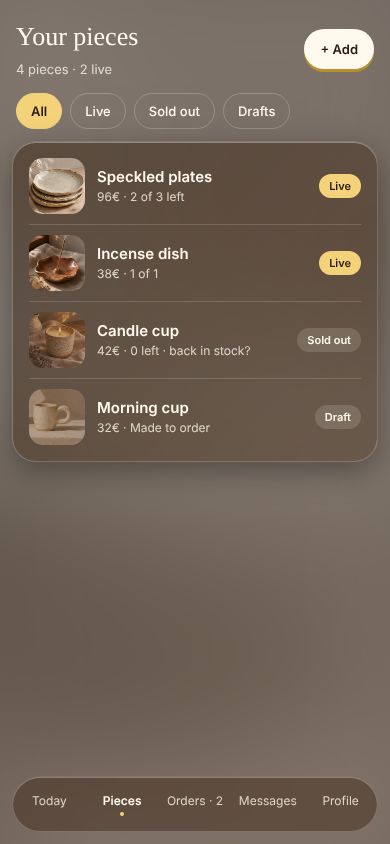 Your pieces
4 pieces · 2 live
+ Add
All
Live
Sold out
Drafts
Speckled plates
96€ · 2 of 3 left
Live
Incense dish
38€ · 1 of 1
Live
Candle cup
42€ · 0 left · back in stock?
Sold out
Morning cup
32€ · Made to order
Draft
Today
Pieces
Orders · 2
Messages
Profile